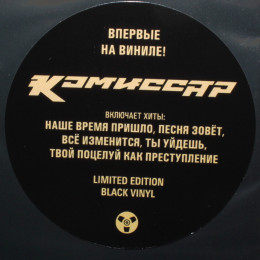 ВПЕРВЫЕ
НА ВИНИЛЕ!
КОМИССАР
ВКЛЮЧАЕТ ХИТЫ:
НАШЕ ВРЕМЯ ПРИШЛО, ПЕСНЯ ЗОВЁТ,
ВСЁ ИЗМЕНИТСЯ, ТЫ УЙДЕШЬ,
ТВОЙ ПОЦЕЛУЙ КАК ПРЕСТУПЛЕНИЕ
LIMITED EDITION
BLACK VINYL